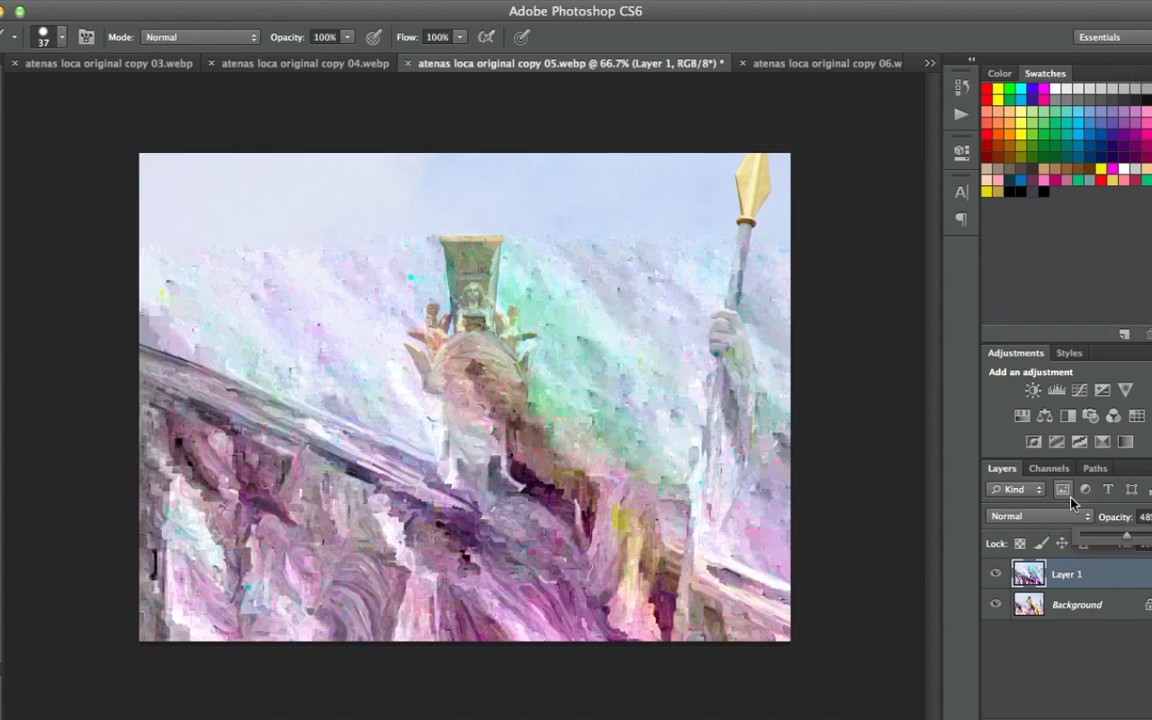 Adobe Photoshop CS6
37 Mode: Normal Opacity: 100% Flow: 100% Essentials
× atenas loca original copy 03.webp × atenas loca original copy 04.webp × atenas loca original copy 05.webp @ 66.7% (Layer 1, RGB/8*) * × atenas loca original copy 06.w >>
Color Swatches
A
Adjustments Styles
Add an adjustment
T
Layers Channels Paths
Kind T
Normal Opacity: 48
Lock:
Layer 1
Background